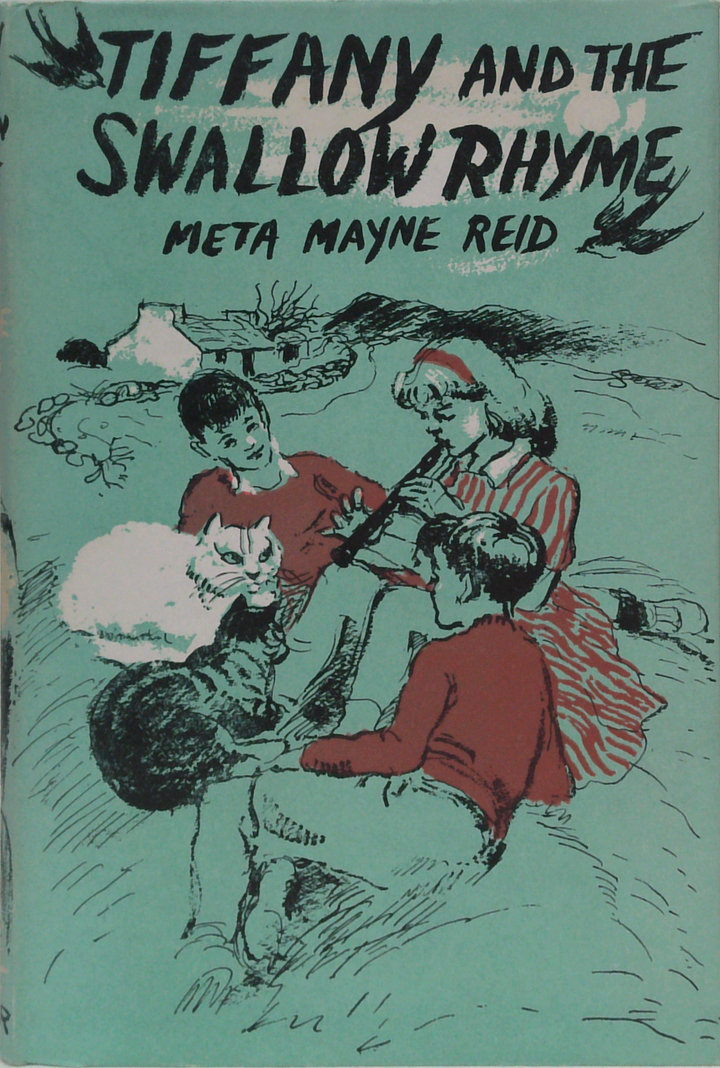 TIFFANY AND THE
SWALLOW RHYME
META MAYNE REID